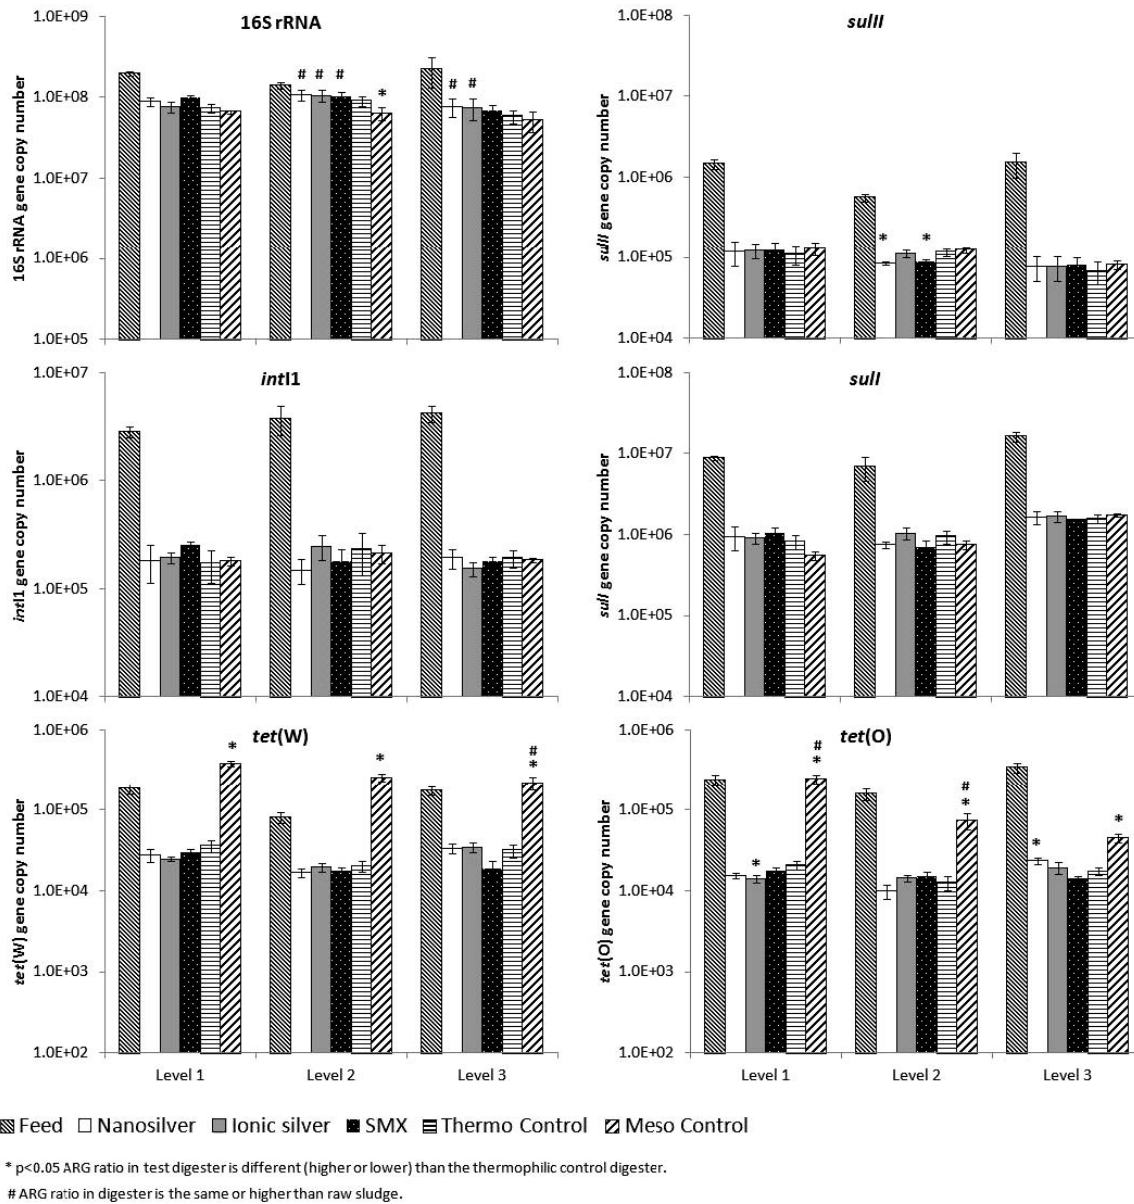 16S rRNA
1.0E+09
1.0E+08
1.0E+07
1.0E+06
1.0E+05
16S rRNA gene copy number
# # # *
# #
sulII
1.0E+08
1.0E+07
1.0E+06
1.0E+05
1.0E+04
sulII gene copy number
* *
intI1
1.0E+07
1.0E+06
1.0E+05
1.0E+04
intI1 gene copy number
sulI
1.0E+08
1.0E+07
1.0E+06
1.0E+05
1.0E+04
sulI gene copy number
tet(W)
1.0E+06
1.0E+05
1.0E+04
1.0E+03
1.0E+02
tet(W) gene copy number
*
*
#
*
Level 1 Level 2 Level 3
tet(O)
1.0E+06
1.0E+05
1.0E+04
1.0E+03
1.0E+02
tet(O) gene copy number
*
#
*
#
*
*
*
Level 1 Level 2 Level 3
Feed Nanosilver Ionic silver SMX Thermo Control Meso Control
* p<0.05 ARG ratio in test digester is different (higher or lower) than the thermophilic control digester.
# ARG ratio in digester is the same or higher than raw sludge.